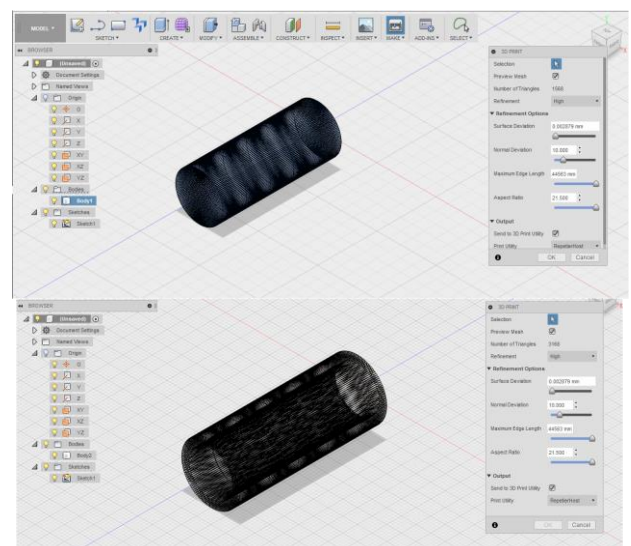 MODEL ▾
SKETCH ▾ CREATE ▾ MODIFY ▾ ASSEMBLE ▾ CONSTRUCT ▾ INSPECT ▾ INSERT ▾ MAKE ▾ ADD-INS ▾ SELECT ▾
BROWSER
(Unsaved)
Document Settings
Named Views
Origin
O
X
Y
Z
XY
XZ
YZ
Bodies
Body1
Sketches
Sketch1
3D PRINT
Selection
Preview Mesh
Number of Triangles 1560
Refinement High
Refinement Options
Surface Deviation 0.002879 mm
Normal Deviation 10.000
Maximum Edge Length 44503 mm
Aspect Ratio 21.500
Output
Send to 3D Print Utility
Print Utility RepetierHost
OK Cancel
BROWSER
(Unsaved)
Document Settings
Named Views
Origin
O
X
Y
Z
XY
XZ
YZ
Bodies
Body2
Sketches
Sketch1
3D PRINT
Selection
Preview Mesh
Number of Triangles
Refinement High
Refinement Options
Surface Deviation 0.002879 mm
Normal Deviation 10.000
Maximum Edge Length 44503 mm
Aspect Ratio 21.500
Output
Send to 3D Print Utility
Print Utility RepetierHost
OK Cancel